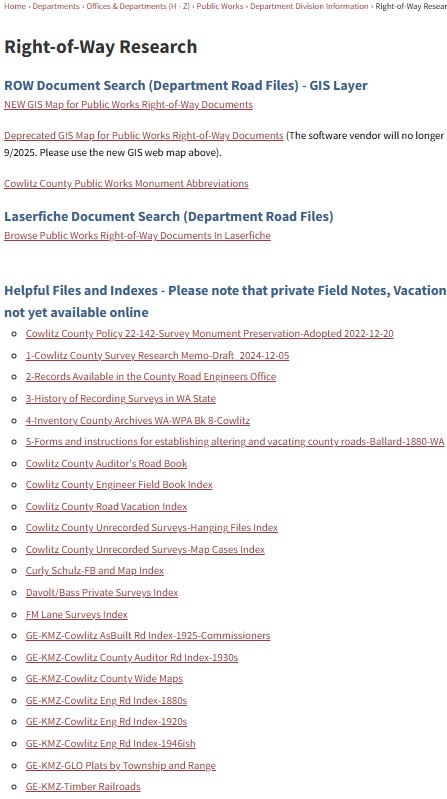 Home › Departments › Offices & Departments (H - Z) › Public Works › Department Division Information › Right-of-Way
Right-of-Way Research
ROW Document Search (Department Road Files) - GIS Layer
NEW GIS Map for Public Works Right-of-Way Documents
Deprecated GIS Map for Public Works Right-of-Way Documents (The software vendor will no longer
9/2025. Please use the new GIS web map above).
Cowlitz County Public Works Monument Abbreviations
Laserfiche Document Search (Department Road Files)
Browse Public Works Right-of-Way Documents In Laserfiche
Helpful Files and Indexes - Please note that private Field Notes, Vacation
not yet available online
Cowlitz County Policy 22-142-Survey Monument Preservation-Adopted 2022-12-20
1-Cowlitz County Survey Research Memo-Draft_2024-12-05
2-Records Available in the County Road Engineers Office
3-History of Recording Surveys in WA State
4-Inventory County Archives WA-WPA Bk 8-Cowlitz
5-Forms and instructions for establishing altering and vacating county roads-Ballard-1880-WA
Cowlitz County Auditor's Road Book
Cowlitz County Engineer Field Book Index
Cowlitz County Road Vacation Index
Cowlitz County Unrecorded Surveys-Hanging Files Index
Cowlitz County Unrecorded Surveys-Map Cases Index
Curly Schulz-FB and Map Index
Davolt/Bass Private Surveys Index
FM Lane Surveys Index
GE-KMZ-Cowlitz AsBuilt Rd Index-1925-Commissioners
GE-KMZ-Cowlitz County Auditor Rd Index-1930s
GE-KMZ-Cowlitz County Wide Maps
GE-KMZ-Cowlitz Eng Rd Index-1880s
GE-KMZ-Cowlitz Eng Rd Index-1920s
GE-KMZ-Cowlitz Eng Rd Index-1946ish
GE-KMZ-GLO Plats by Township and Range
GE-KMZ-Timber Railroads